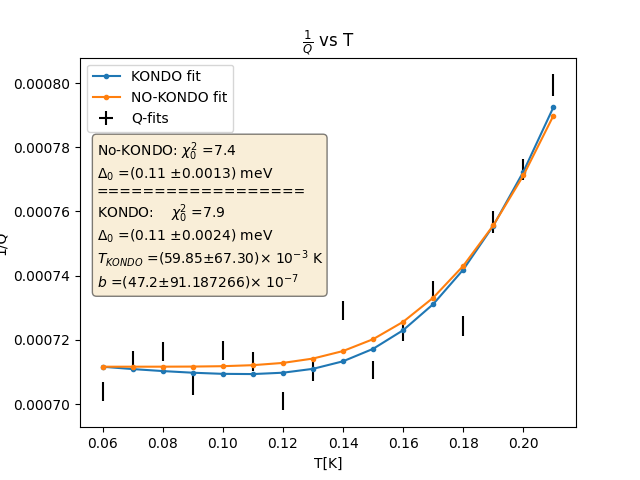 1/Q vs T
KONDO fit
NO-KONDO fit
Q-fits
No-KONDO: χ₀² =7.4
Δ₀ =(0.11 ±0.0013) meV
==================
KONDO: χ₀² =7.9
Δ₀ =(0.11 ±0.0024) meV
T_KONDO =(59.85±67.30)× 10⁻³ K
b =(47.2±91.187266)× 10⁻⁷
0.00080
0.00078
0.00076
0.00074
0.00072
0.00070
1/Q
0.06 0.08 0.10 0.12 0.14 0.16 0.18 0.20
T[K]